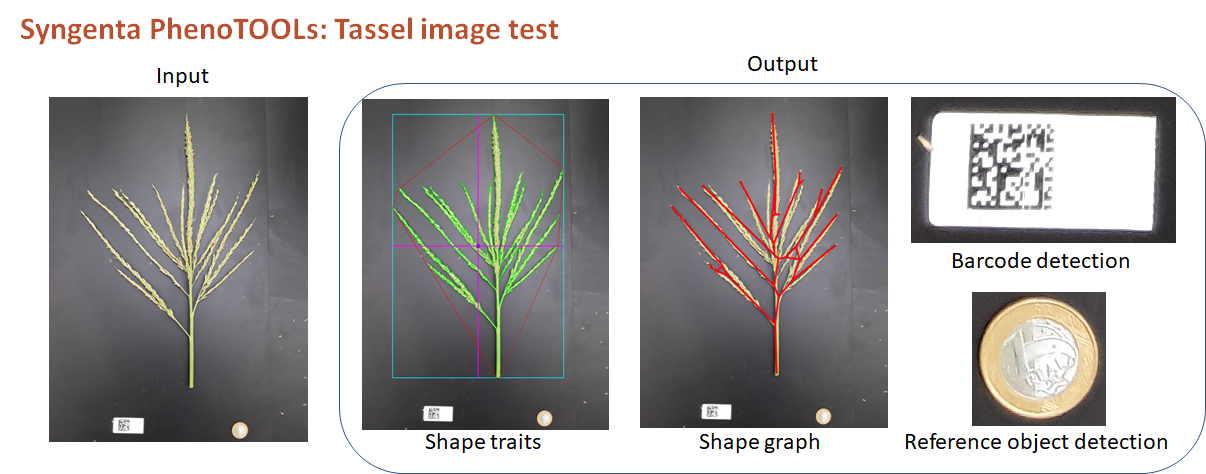 Syngenta PhenoTOOLs: Tassel image test
Input
Output
Barcode detection
Shape traits
Shape graph
Reference object detection